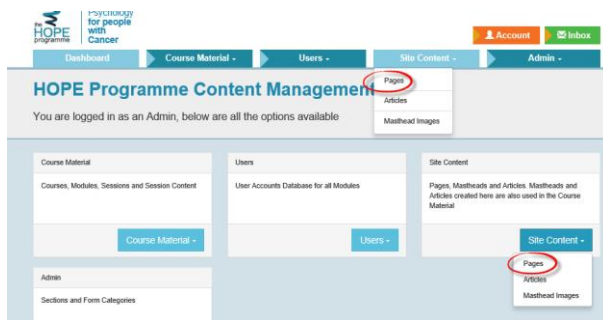 the
HOPE
programme
Psychology
for people
with
Cancer
Account
Inbox
Dashboard
Course Material -
Users -
Site Content -
Admin -
Pages
Articles
Masthead Images
HOPE Programme Content Management
You are logged in as an Admin, below are all the options available
Course Material
Courses, Modules, Sessions and Session Content
Course Material -
Users
User Accounts Database for all Modules
Users -
Site Content
Pages, Mastheads and Articles. Mastheads and
Articles created here are also used in the Course
Material
Site Content -
Pages
Articles
Masthead Images
Admin
Sections and Form Categories